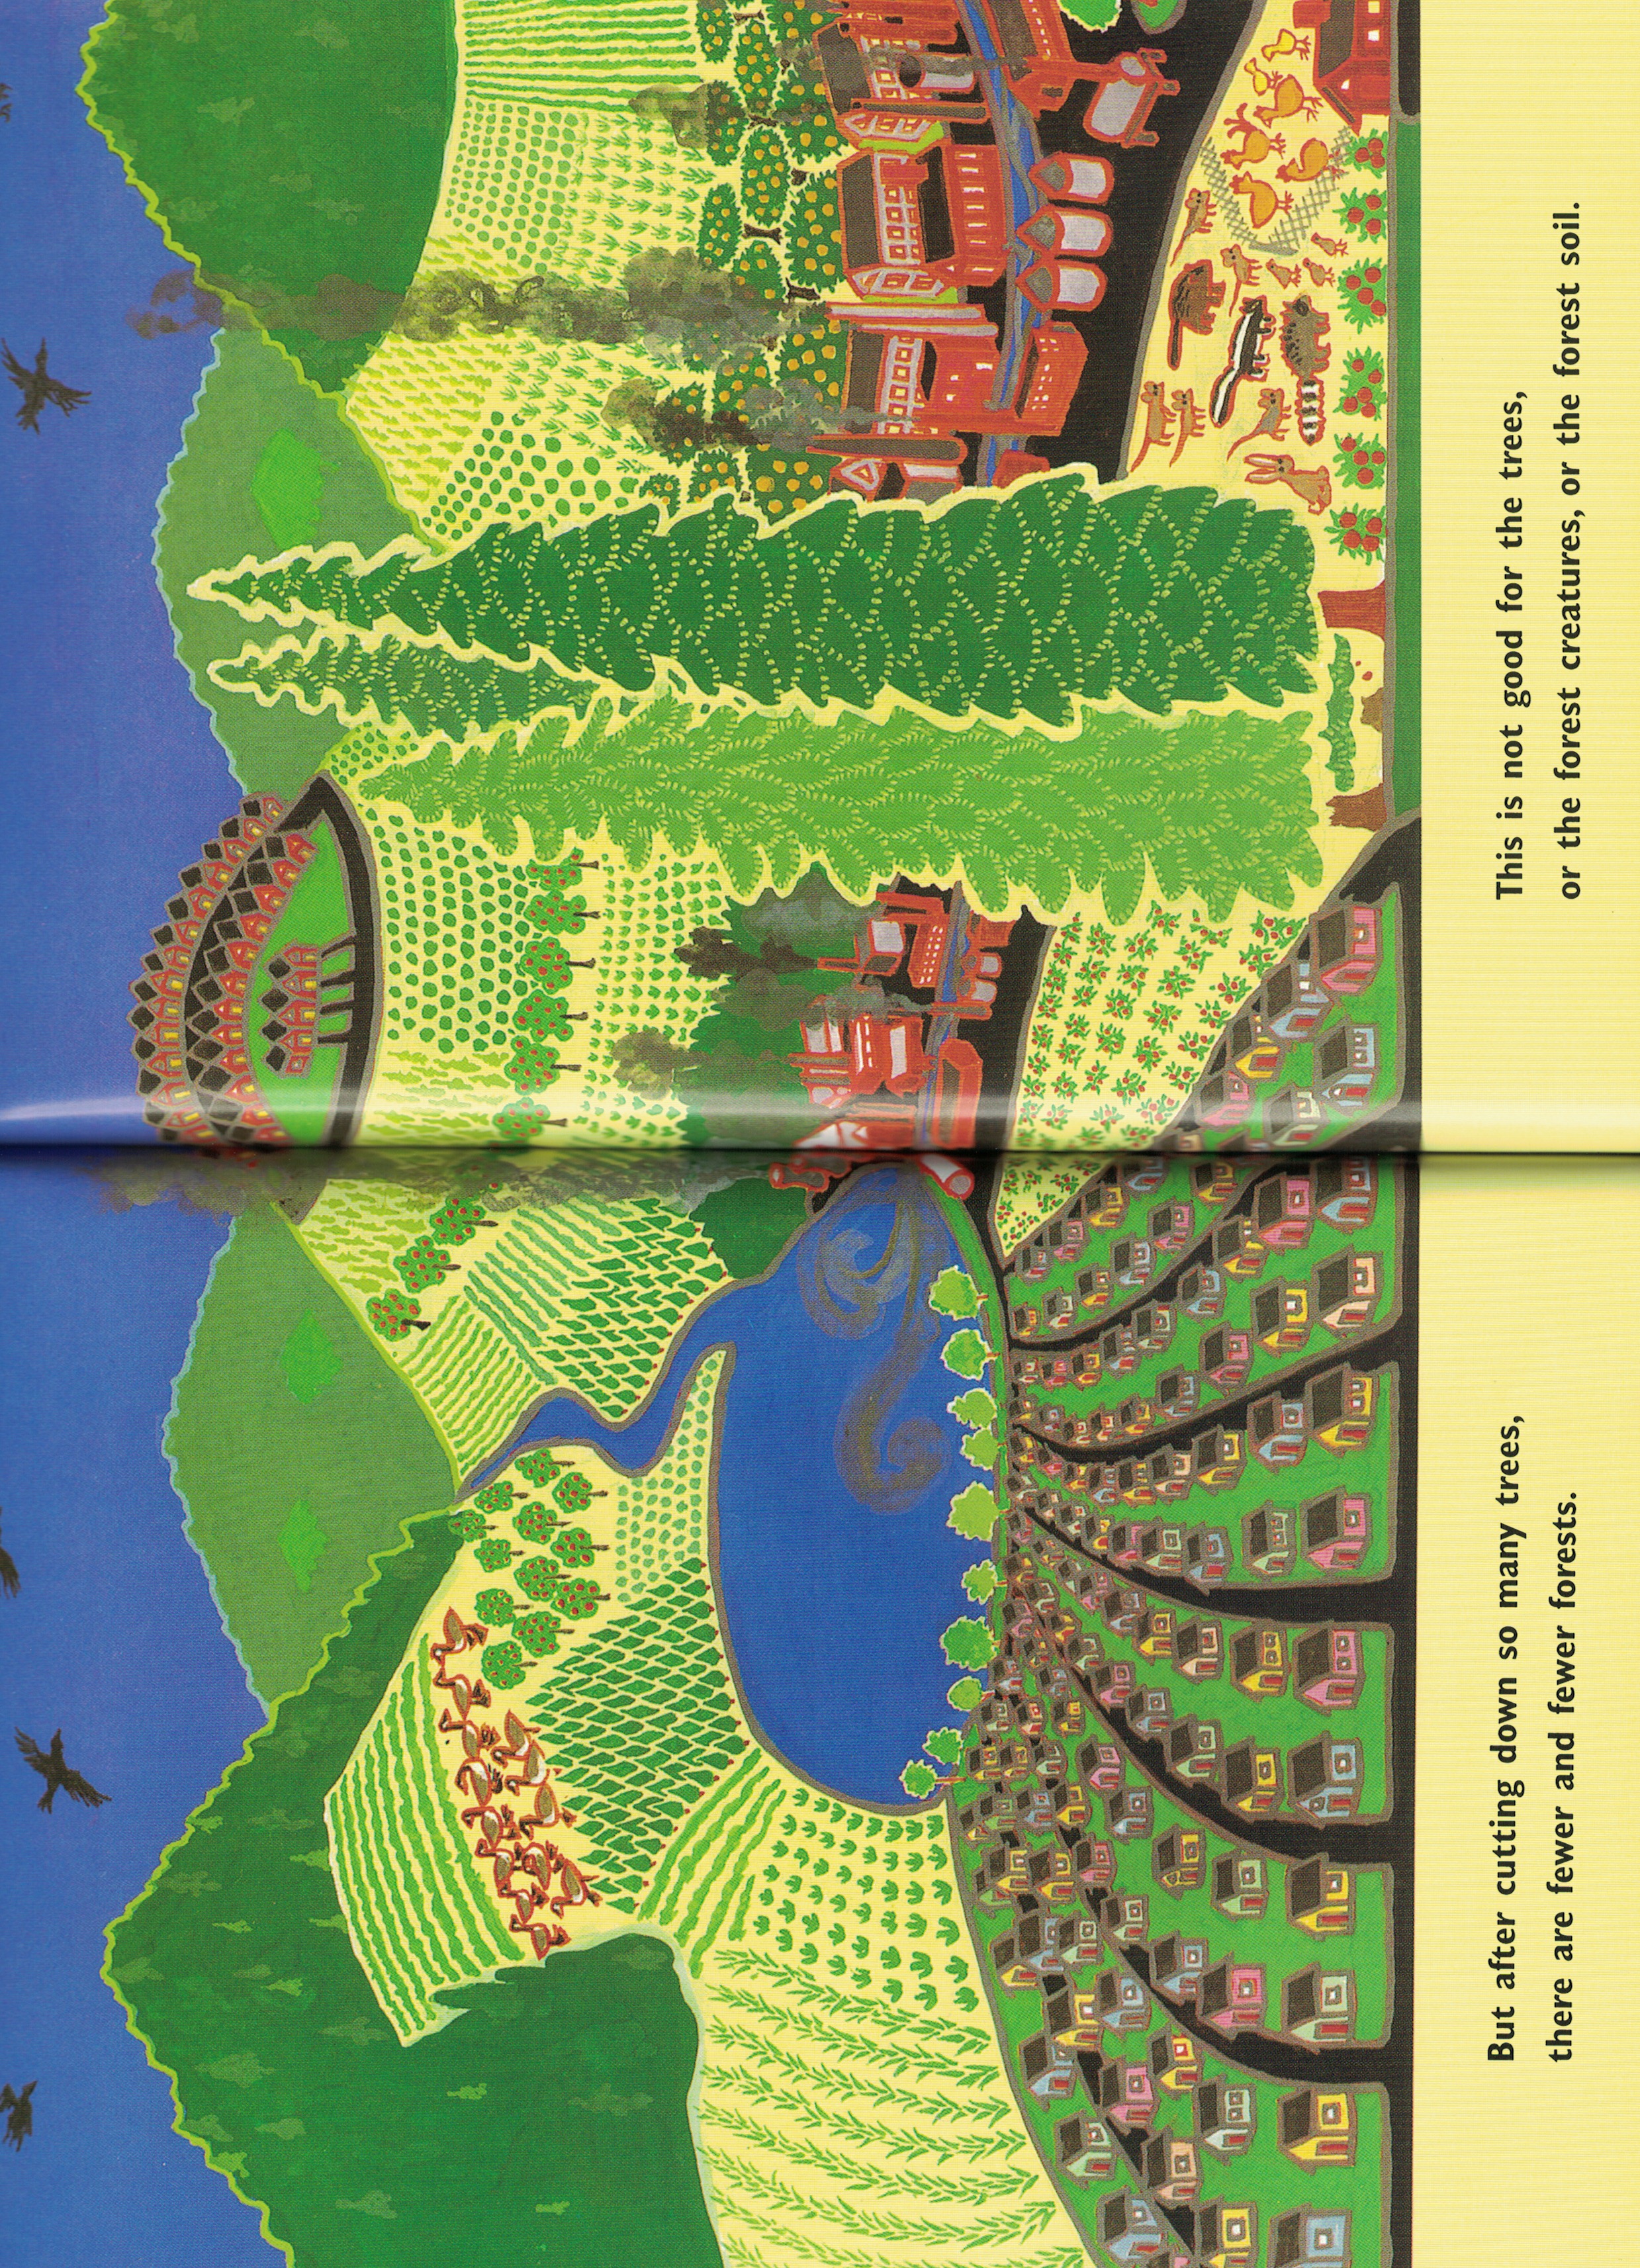 But after cutting down so many trees,
there are fewer and fewer forests.
This is not good for the trees,
or the forest creatures, or the forest soil.